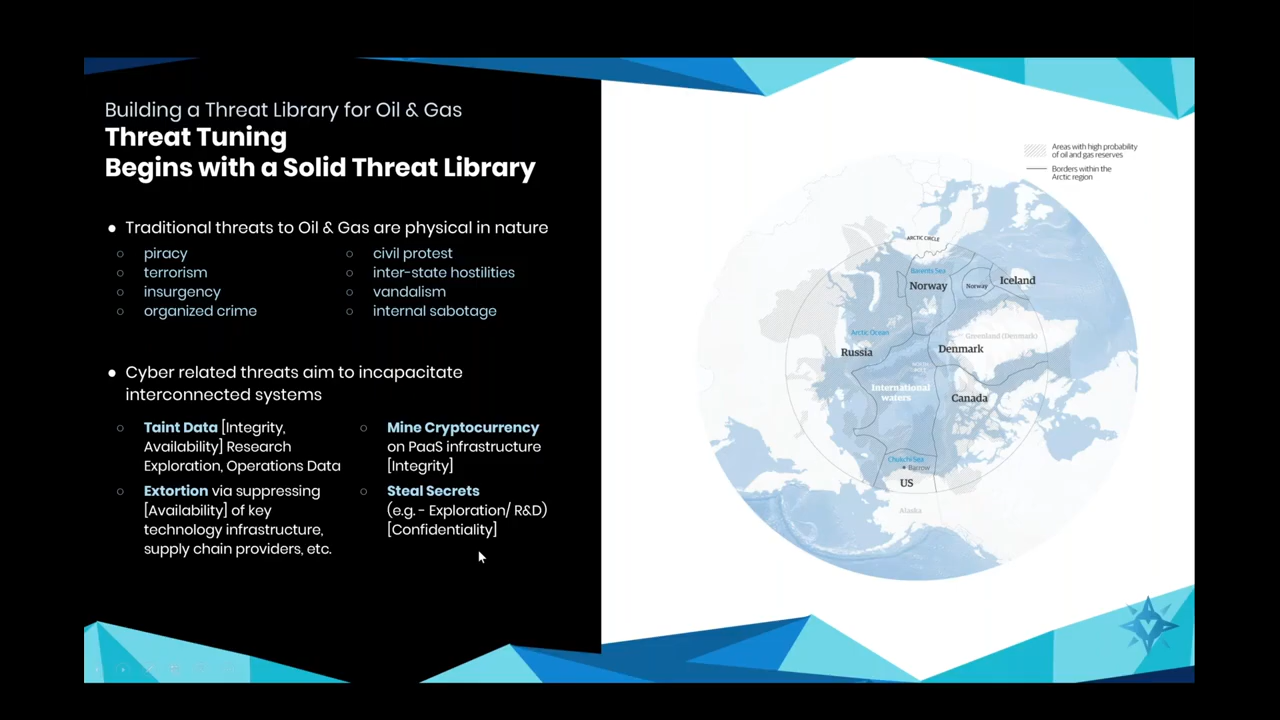 Building a Threat Library for Oil & Gas
Threat Tuning
Begins with a Solid Threat Library
● Traditional threats to Oil & Gas are physical in nature
○ piracy
○ terrorism
○ insurgency
○ organized crime
○ civil protest
○ inter-state hostilities
○ vandalism
○ internal sabotage
● Cyber related threats aim to incapacitate
interconnected systems
○ Taint Data [Integrity,
Availability] Research
Exploration, Operations Data
○ Extortion via suppressing
[Availability] of key
technology infrastructure,
supply chain providers, etc.
○ Mine Cryptocurrency
on PaaS infrastructure
[Integrity]
○ Steal Secrets
(e.g. - Exploration/ R&D)
[Confidentiality]
Areas with high probability
of oil and gas reserves
Borders within the
Arctic region
ARCTIC CIRCLE
Barents Sea
Norway
Norway
Iceland
Arctic Ocean
Russia
Greenland (Denmark)
Denmark
International
waters
Canada
Chukchi Sea
Barrow
US
Alaska